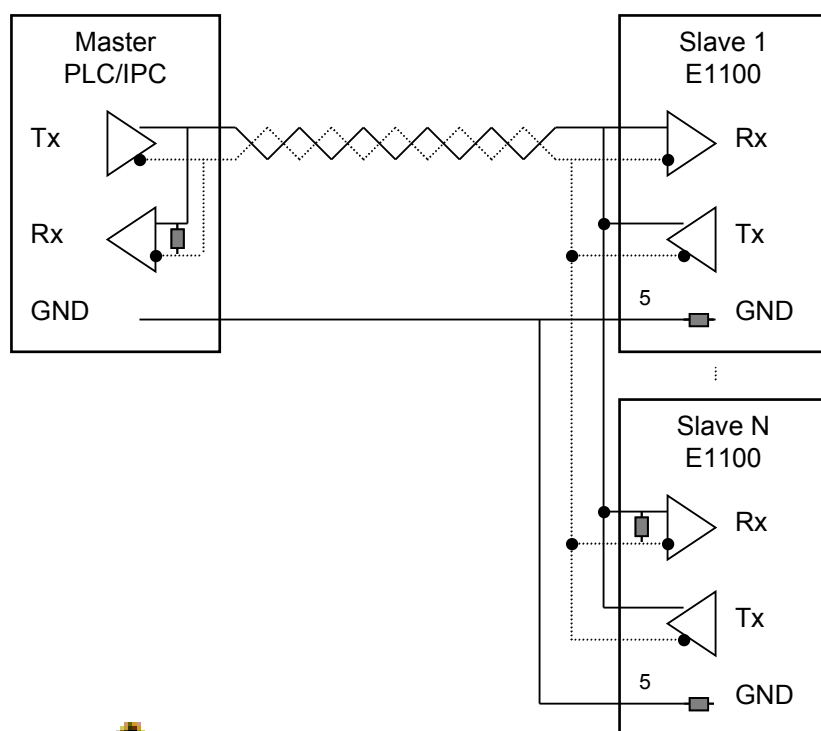 Master
PLC/IPC
Tx
Rx
GND
Slave 1
E1100
Rx
Tx
5
GND
Slave N
E1100
Rx
Tx
5
GND